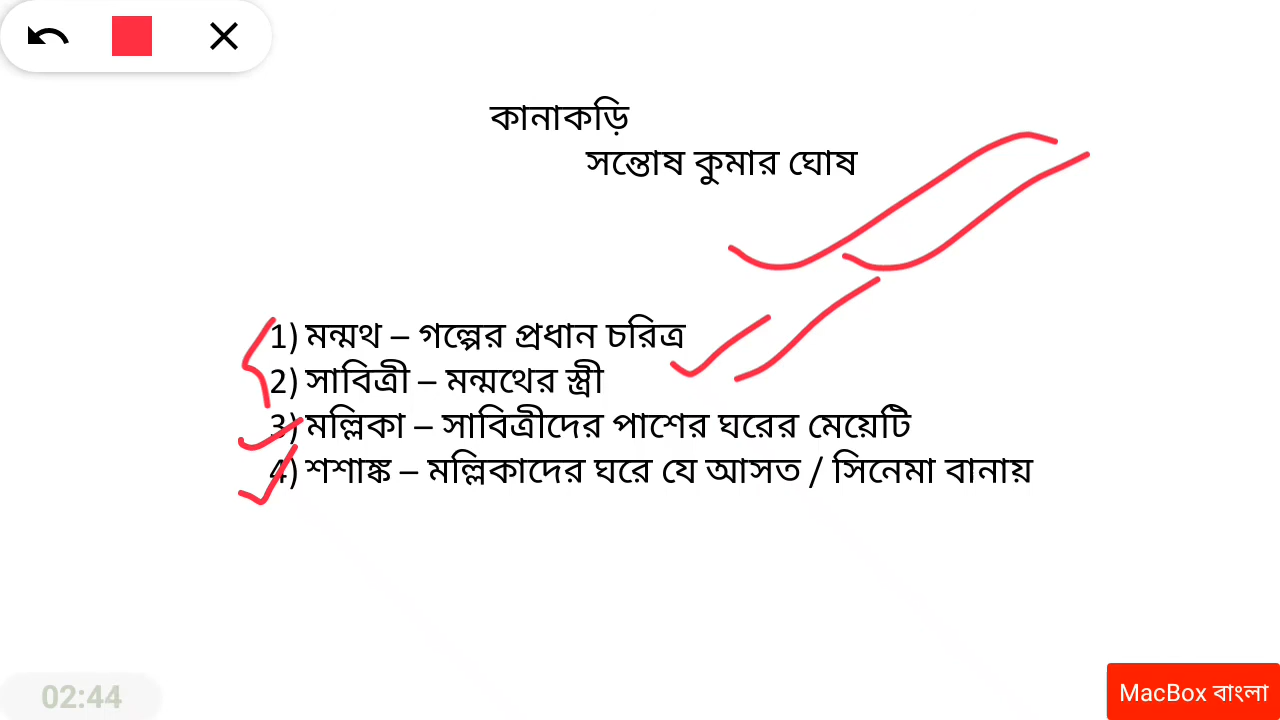 কানাকড়ি
সন্তোষ কুমার ঘোষ
1) মন্মথ – গল্পের প্রধান চরিত্র
2) সাবিত্রী – মন্মথের স্ত্রী
3) মল্লিকা – সাবিত্রীদের পাশের ঘরের মেয়েটি
4) শশাঙ্ক – মল্লিকাদের ঘরে যে আসত / সিনেমা বানায়
02:44
MacBox বাংলা